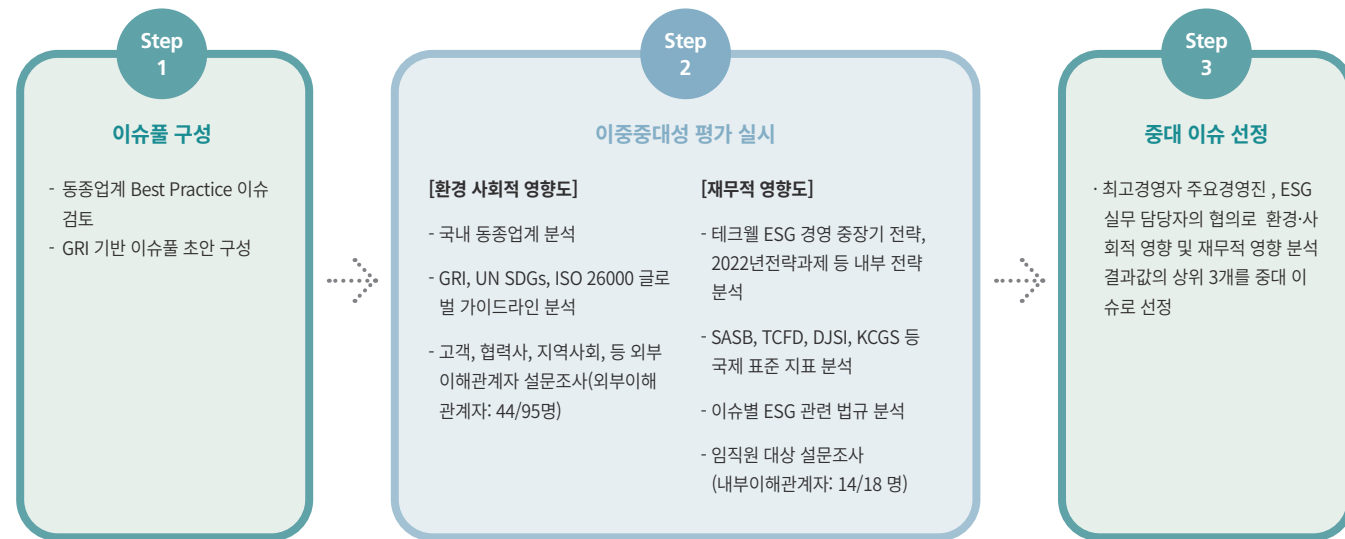 Step
1
이슈풀 구성
- 동종업계 Best Practice 이슈
검토
- GRI 기반 이슈풀 초안 구성
Step
2
이중중대성 평가 실시
[환경 사회적 영향도]
- 국내 동종업계 분석
- GRI, UN SDGs, ISO 26000 글로
벌 가이드라인 분석
- 고객, 협력사, 지역사회, 등 외부
이해관계자 설문조사(외부이해
관계자: 44/95명)
[재무적 영향도]
- 테크웰 ESG 경영 중장기 전략,
2022년전략과제 등 내부 전략
분석
- SASB, TCFD, DJSI, KCGS 등
국제 표준 지표 분석
- 이슈별 ESG 관련 법규 분석
- 임직원 대상 설문조사
(내부이해관계자: 14/18 명)
Step
3
중대 이슈 선정
· 최고경영자 주요경영진 , ESG
실무 담당자의 협의로 환경·사
회적 영향 및 재무적 영향 분석
결과값의 상위 3개를 중대 이
슈로 선정